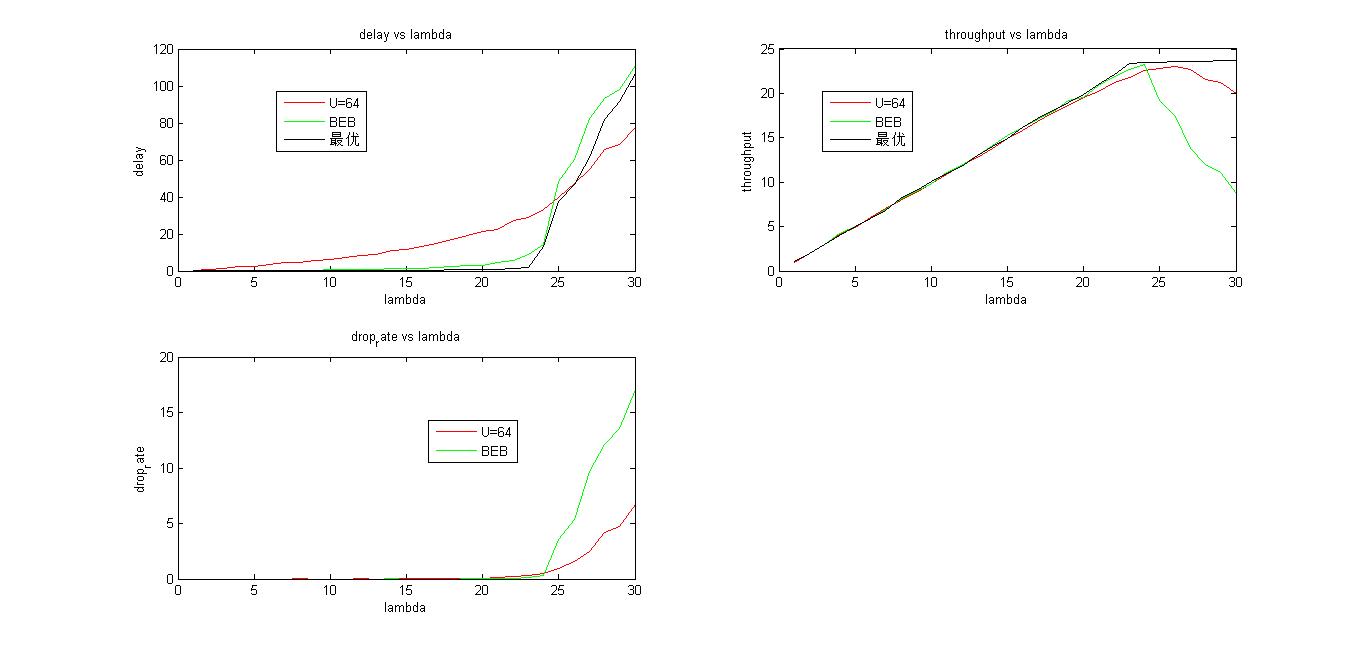 delay vs lambda
120
100
80
60
40
20
0
delay
U=64
BEB
最优
0 5 10 15 20 25 30
lambda
throughput vs lambda
25
20
15
10
5
0
throughput
U=64
BEB
最优
0 5 10 15 20 25 30
lambda
drop_rate vs lambda
20
15
10
5
0
drop_rate
U=64
BEB
0 5 10 15 20 25 30
lambda